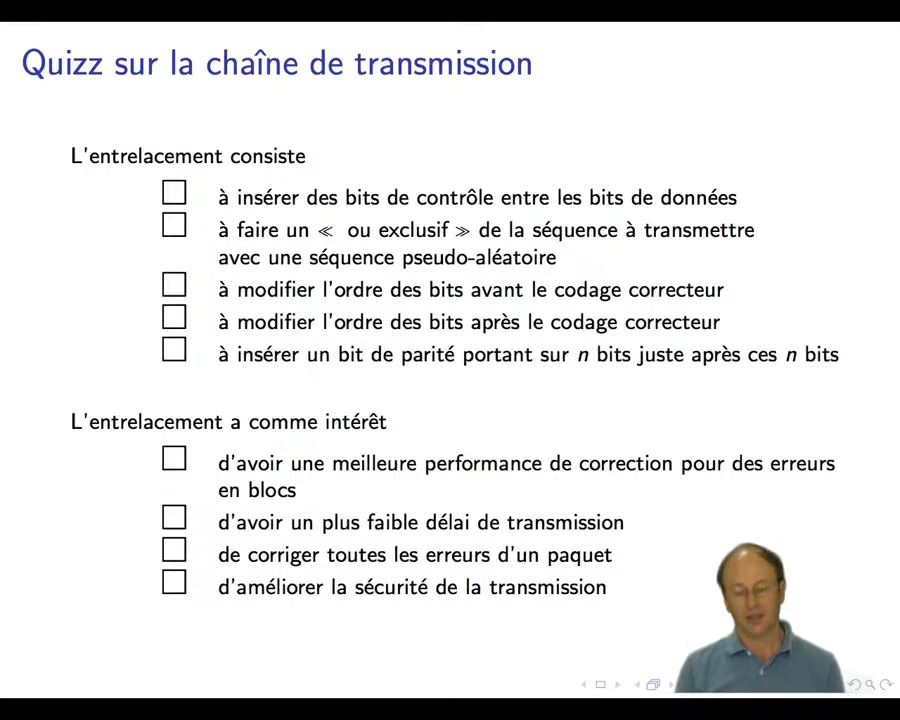 Quizz sur la chaîne de transmission
L'entrelacement consiste
à insérer des bits de contrôle entre les bits de données
à faire un ≪ ou exclusif ≫ de la séquence à transmettre
avec une séquence pseudo-aléatoire
à modifier l'ordre des bits avant le codage correcteur
à modifier l'ordre des bits après le codage correcteur
à insérer un bit de parité portant sur n bits juste après ces n bits
L'entrelacement a comme intérêt
d'avoir une meilleure performance de correction pour des erreurs
en blocs
d'avoir un plus faible délai de transmission
de corriger toutes les erreurs d'un paquet
d'améliorer la sécurité de la transmission